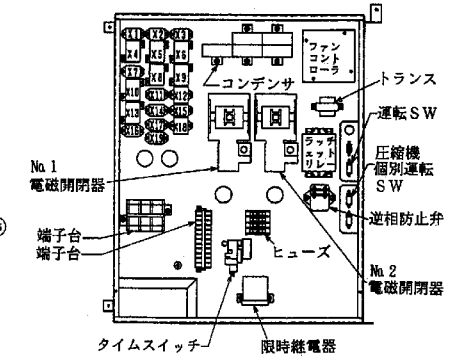 X1 X2 X3
X4 X5 X6
X7 X8 X9
X10 X11 X12
X13 X14 X15
X16 X17 X18
X19
ファン
コント
ローラ
コンデンサ
トランス
運転SW
ラッチ
ェット
リレー
圧縮機
個別運転
SW
No.1
電磁開閉器
逆相防止弁
端子台
端子台
ヒューズ
No.2
電磁開閉器
タイムスイッチ
限時継電器